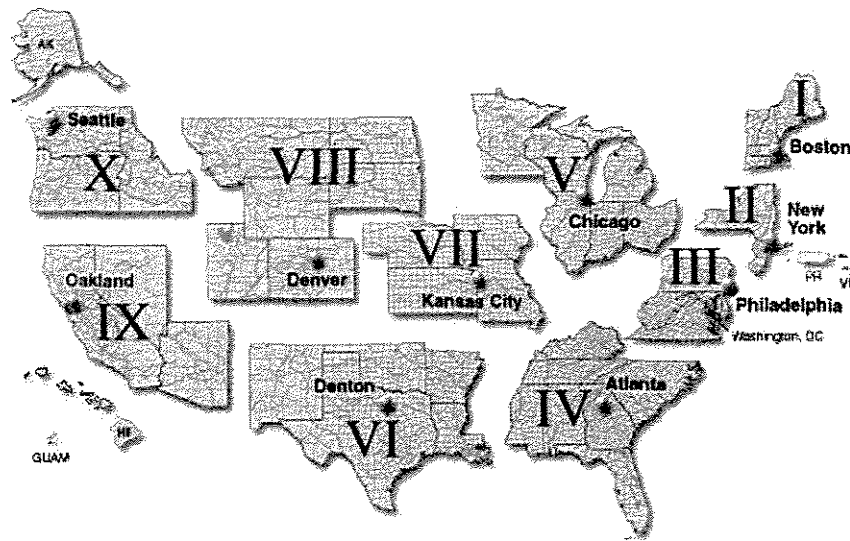 AK
Seattle
X
VIII
V
Chicago
I
Boston
II
New
York
PR
VI
III
Philadelphia
Washington, DC
VII
Denver
Kansas City
Oakland
IX
HI
GUAM
Denton
VI
Atlanta
IV